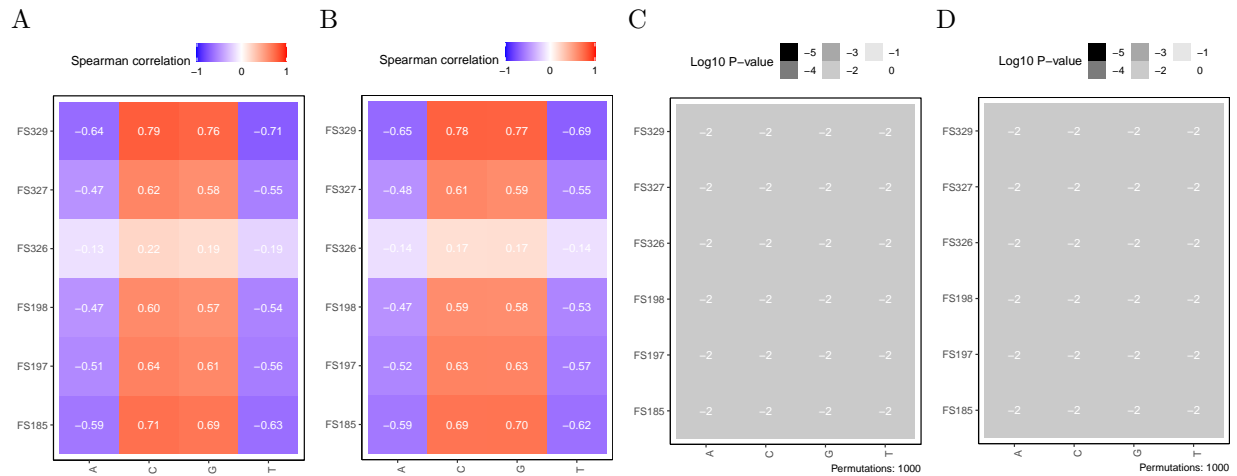 A
Spearman correlation
−1 0 1
FS329 −0.64 0.79 0.76 −0.71
FS327 −0.47 0.62 0.58 −0.55
FS326 −0.13 0.22 0.19 −0.19
FS198 −0.47 0.60 0.57 −0.54
FS197 −0.51 0.64 0.61 −0.56
FS185 −0.59 0.71 0.69 −0.63
A C G T
B
Spearman correlation
−1 0 1
FS329 −0.65 0.78 0.77 −0.69
FS327 −0.48 0.61 0.59 −0.55
FS326 −0.14 0.17 0.17 −0.14
FS198 −0.47 0.59 0.58 −0.53
FS197 −0.52 0.63 0.63 −0.57
FS185 −0.59 0.69 0.70 −0.62
A C G T
C
Log10 P−value
−5 −3 −1
−4 −2 0
FS329 −2 −2 −2 −2
FS327 −2 −2 −2 −2
FS326 −2 −2 −2 −2
FS198 −2 −2 −2 −2
FS197 −2 −2 −2 −2
FS185 −2 −2 −2 −2
A C G T
Permutations: 1000
D
Log10 P−value
−5 −3 −1
−4 −2 0
FS329 −2 −2 −2 −2
FS327 −2 −2 −2 −2
FS326 −2 −2 −2 −2
FS198 −2 −2 −2 −2
FS197 −2 −2 −2 −2
FS185 −2 −2 −2 −2
A C G T
Permutations: 1000